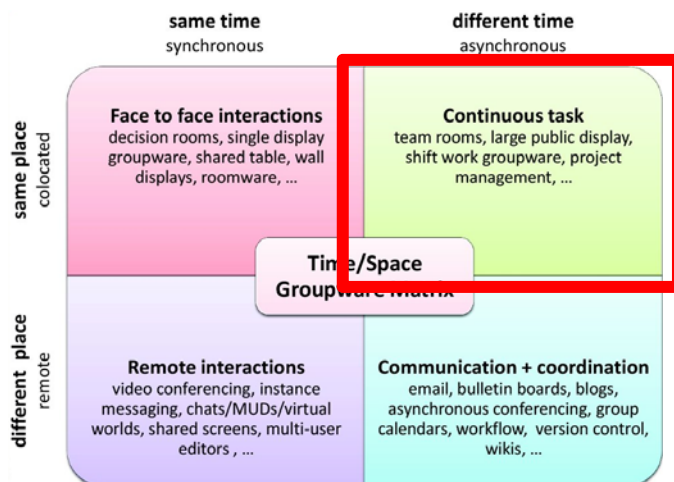 same time
synchronous
different time
asynchronous
same place
colocated
Face to face interactions
decision rooms, single display
groupware, shared table, wall
displays, roomware, ...
Continuous task
team rooms, large public display,
shift work groupware, project
management, ...
Time/Space
Groupware Matrix
different place
remote
Remote interactions
video conferencing, instance
messaging, chats/MUDs/virtual
worlds, shared screens, multi-user
editors , ...
Communication + coordination
email, bulletin boards, blogs,
asynchronous conferencing, group
calendars, workflow, version control,
wikis, ...